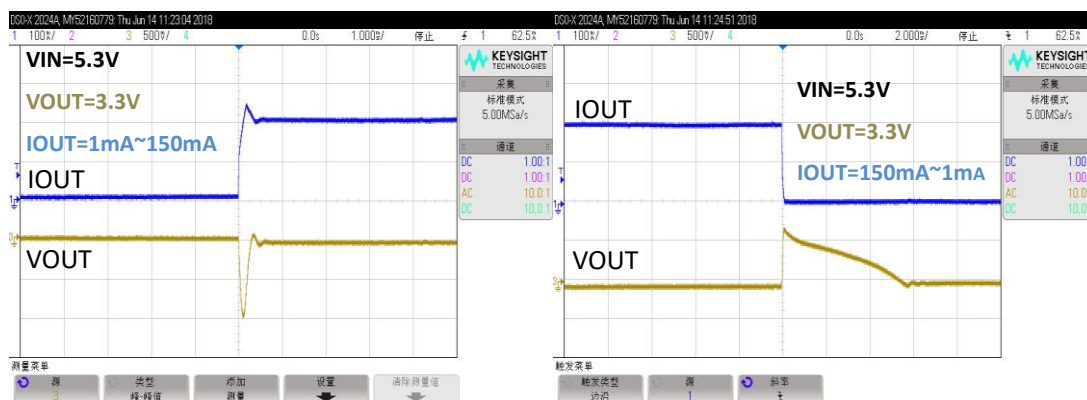 DSO-X 2024A, MY52160779: Thu Jun 14 11:23:04 2018
1 100%/ 2 3 500%/ 4 0.0s 1.000%/ 停止 1 62.5%
VIN=5.3V
VOUT=3.3V
IOUT=1mA~150mA
IOUT
VOUT
KEYSIGHT
TECHNOLOGIES
采集
标准模式
5.00MSa/s
通道
DC 1.00:1
DC 1.00:1
AC 10.0:1
DC 10.0:1
测量菜单
源
3
类型
峰-峰值
添加
测量
设置
清除测量值
DSO-X 2024A, MY52160779: Thu Jun 14 11:24:51 2018
1 100%/ 2 3 500%/ 4 0.0s 2.000%/ 停止 1 62.5%
IOUT
VIN=5.3V
VOUT=3.3V
IOUT=150mA~1mA
VOUT
KEYSIGHT
TECHNOLOGIES
采集
标准模式
5.00MSa/s
通道
DC 1.00
DC 1.00
AC 10.0
DC 10.0
触发菜单
触发类型
边沿
源
1
斜率